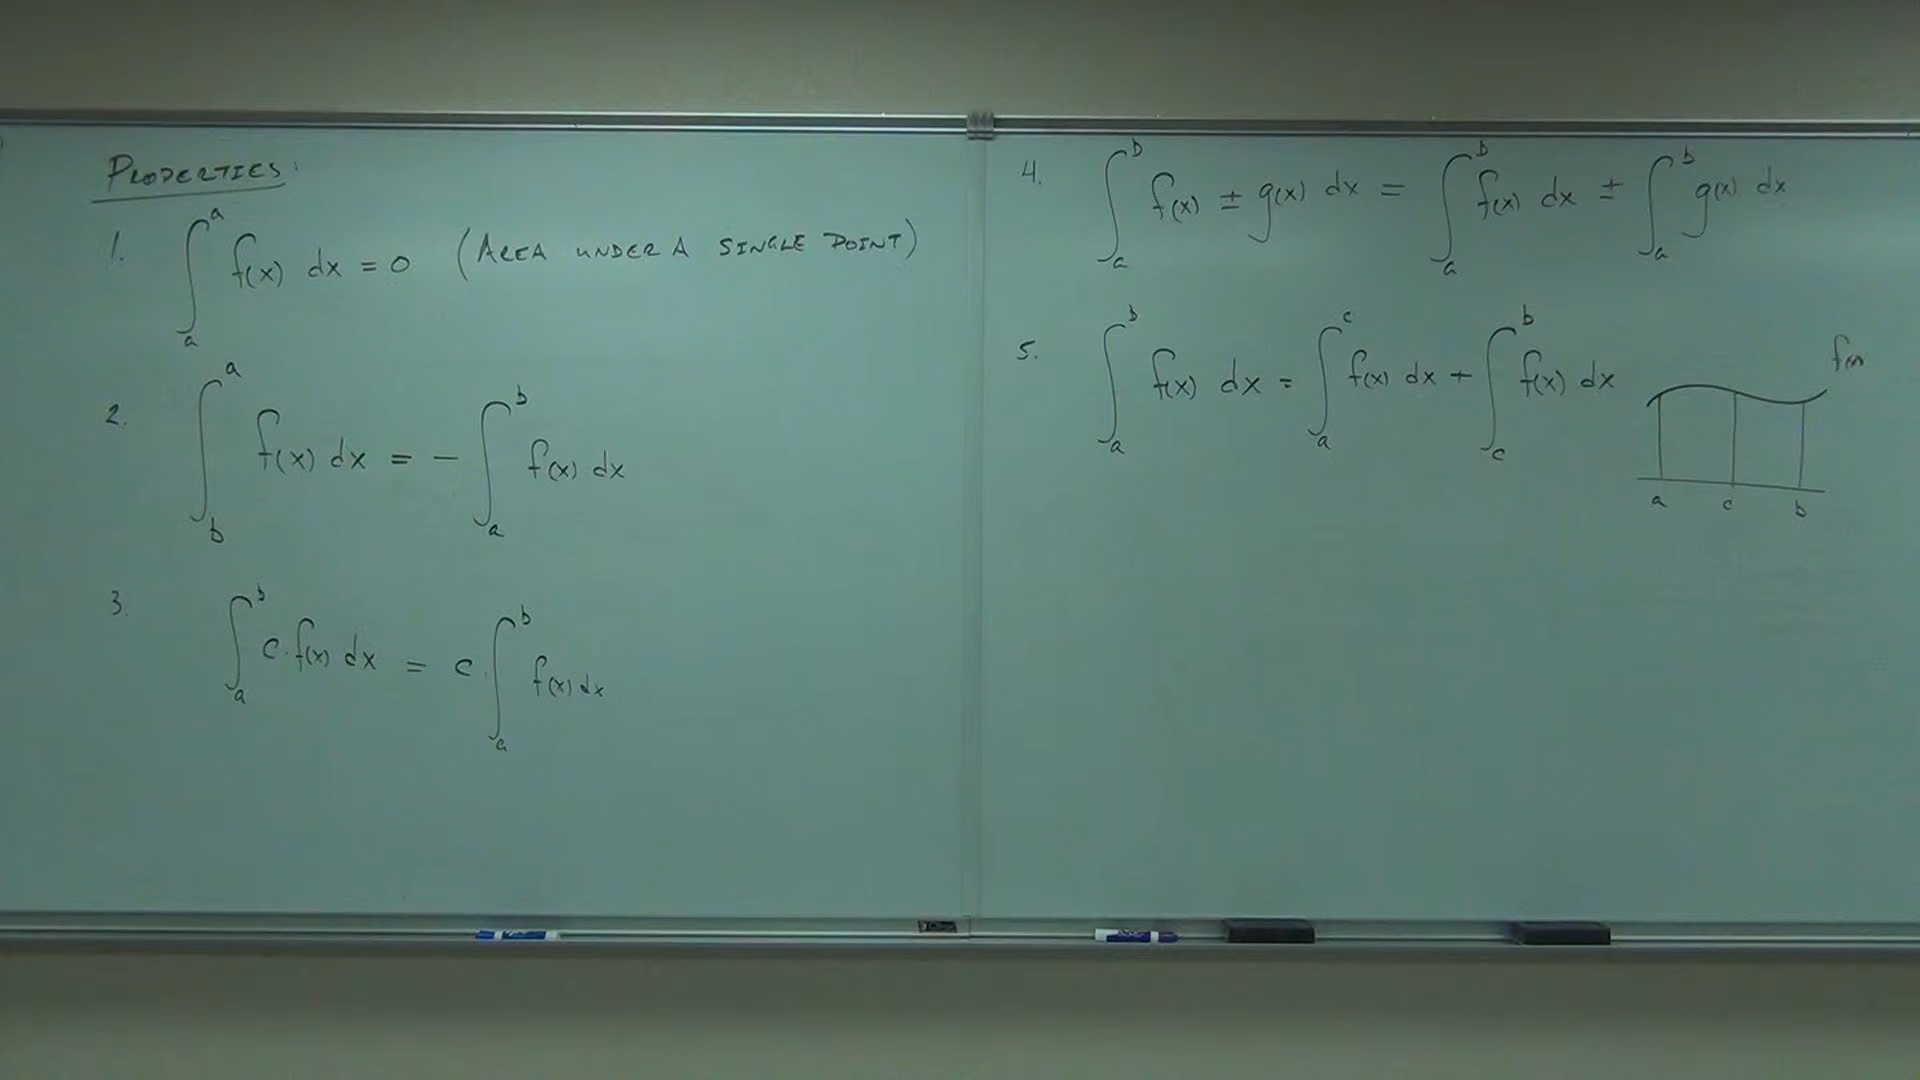 PROPERTIES:
1. ∫_a^a f(x) dx = 0 (AREA UNDER A SINGLE POINT)
2. ∫_b^a f(x) dx = - ∫_a^b f(x) dx
3. ∫_a^b c·f(x) dx = c·∫_a^b f(x) dx
4. ∫_a^b f(x) ± g(x) dx = ∫_a^b f(x) dx ± ∫_a^b g(x) dx
5. ∫_a^b f(x) dx = ∫_a^c f(x) dx + ∫_c^b f(x) dx
f(x)
a c b